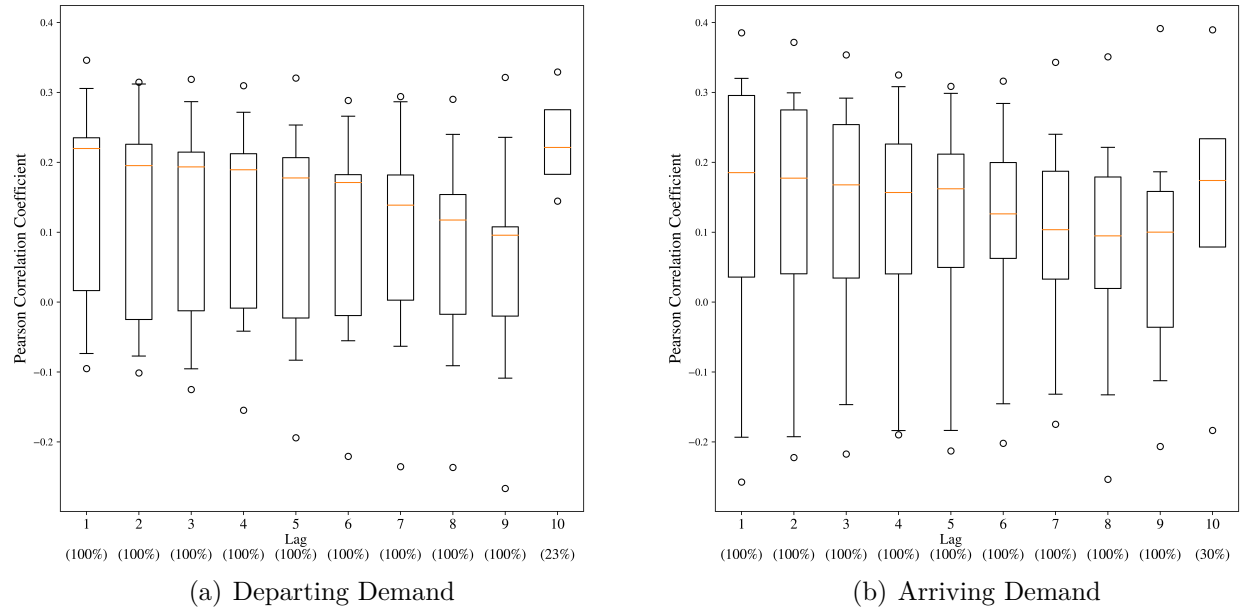 Pearson Correlation Coefficient
0.4
0.3
0.2
0.1
0.0
−0.1
−0.2
1 2 3 4 5 6 7 8 9 10
Lag
(100%) (100%) (100%) (100%) (100%) (100%) (100%) (100%) (100%) (23%)
(a) Departing Demand
Pearson Correlation Coefficient
0.4
0.3
0.2
0.1
0.0
−0.1
−0.2
1 2 3 4 5 6 7 8 9 10
Lag
(100%) (100%) (100%) (100%) (100%) (100%) (100%) (100%) (100%) (30%)
(b) Arriving Demand